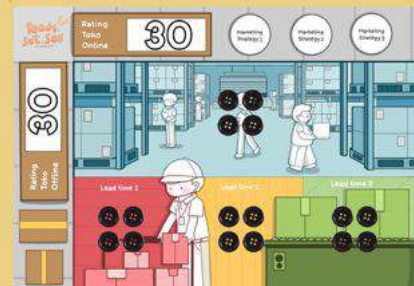 Ready
Set Sell
Rating
Toko
Online
30
Marketing
Strategy 1
Marketing
Strategy 2
Marketing
Strategy 3
30
Rating
Toko
Offline
Lead time 1
Lead time 2
Lead time 3